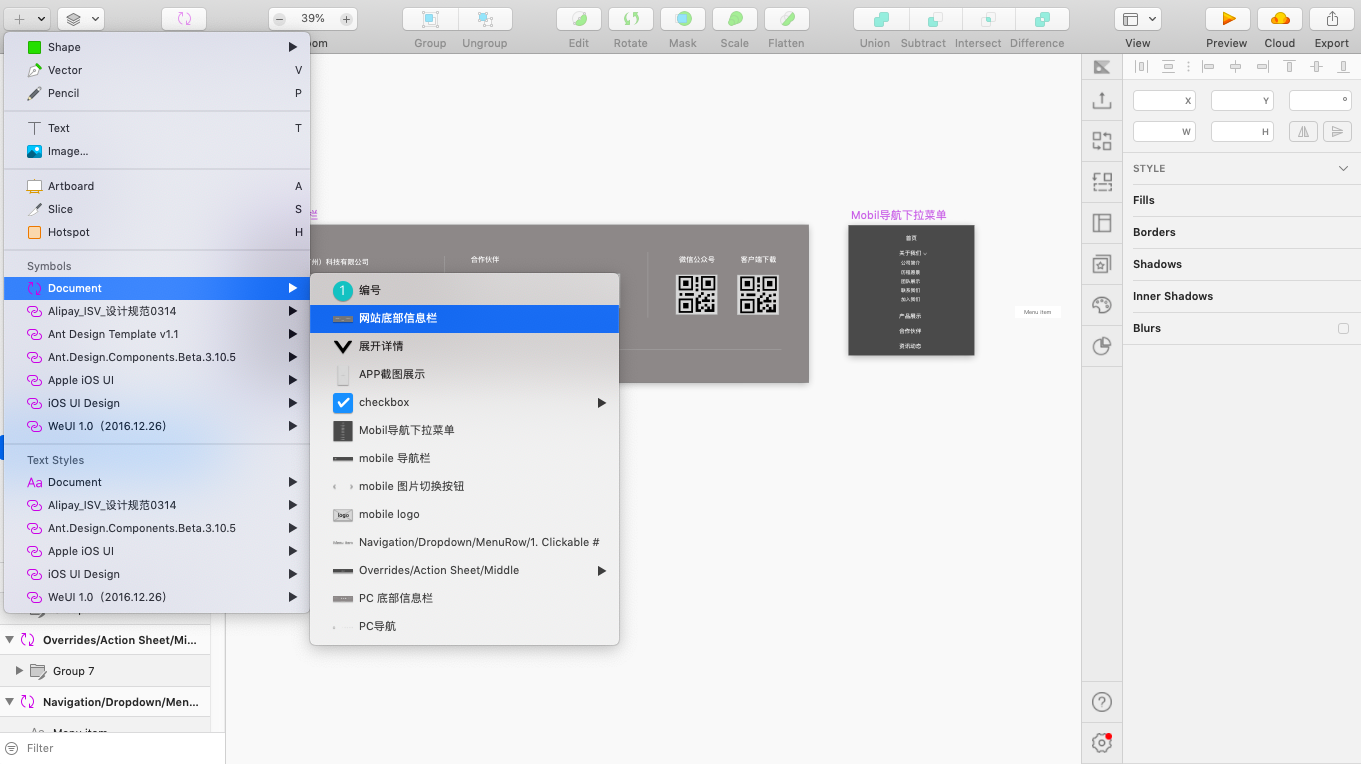 39%
oom
Group
Ungroup
Edit
Rotate
Mask
Scale
Flatten
Union
Subtract
Intersect
Difference
View
Preview
Cloud
Export
Shape
Vector V
Pencil P
Text T
Image...
Artboard A
Slice S
Hotspot H
Symbols
Document
Alipay_ISV_设计规范0314
Ant Design Template v1.1
Ant.Design.Components.Beta.3.10.5
Apple iOS UI
iOS UI Design
WeUI 1.0（2016.12.26)
Text Styles
Aa Document
Alipay_ISV_设计规范0314
Ant.Design.Components.Beta.3.10.5
Apple iOS UI
iOS UI Design
WeUI 1.0（2016.12.26)
1 编号
网站底部信息栏
展开详情
APP截图展示
checkbox
Mobil导航下拉菜单
mobile 导航栏
mobile 图片切换按钮
logo mobile logo
Menu item Navigation/Dropdown/MenuRow/1. Clickable #
Overrides/Action Sheet/Middle
PC 底部信息栏
PC导航
Overrides/Action Sheet/Mi...
Group 7
Navigation/Dropdown/Men...
Aa Menu item
Filter
栏
州）科技有限公司
合作伙伴
微信公众号
客户端下载
Mobil导航下拉菜单
首页
关于我们
公司简介
历程愿景
团队展示
联系我们
加入我们
产品展示
合作伙伴
资讯动态
Menu item
X
Y
°
W
H
STYLE
Fills
Borders
Shadows
Inner Shadows
Blurs